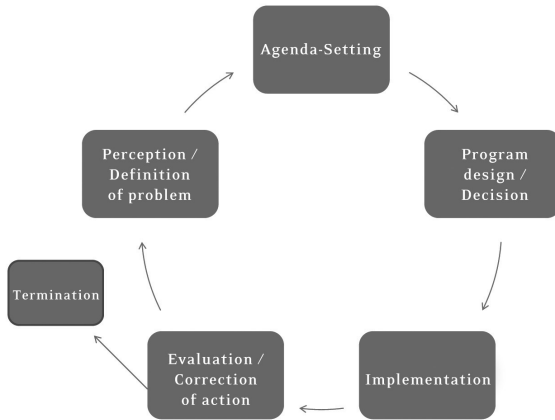 Agenda-Setting
Perception /
Definition
of problem
Program
design /
Decision
Termination
Evaluation /
Correction
of action
Implementation